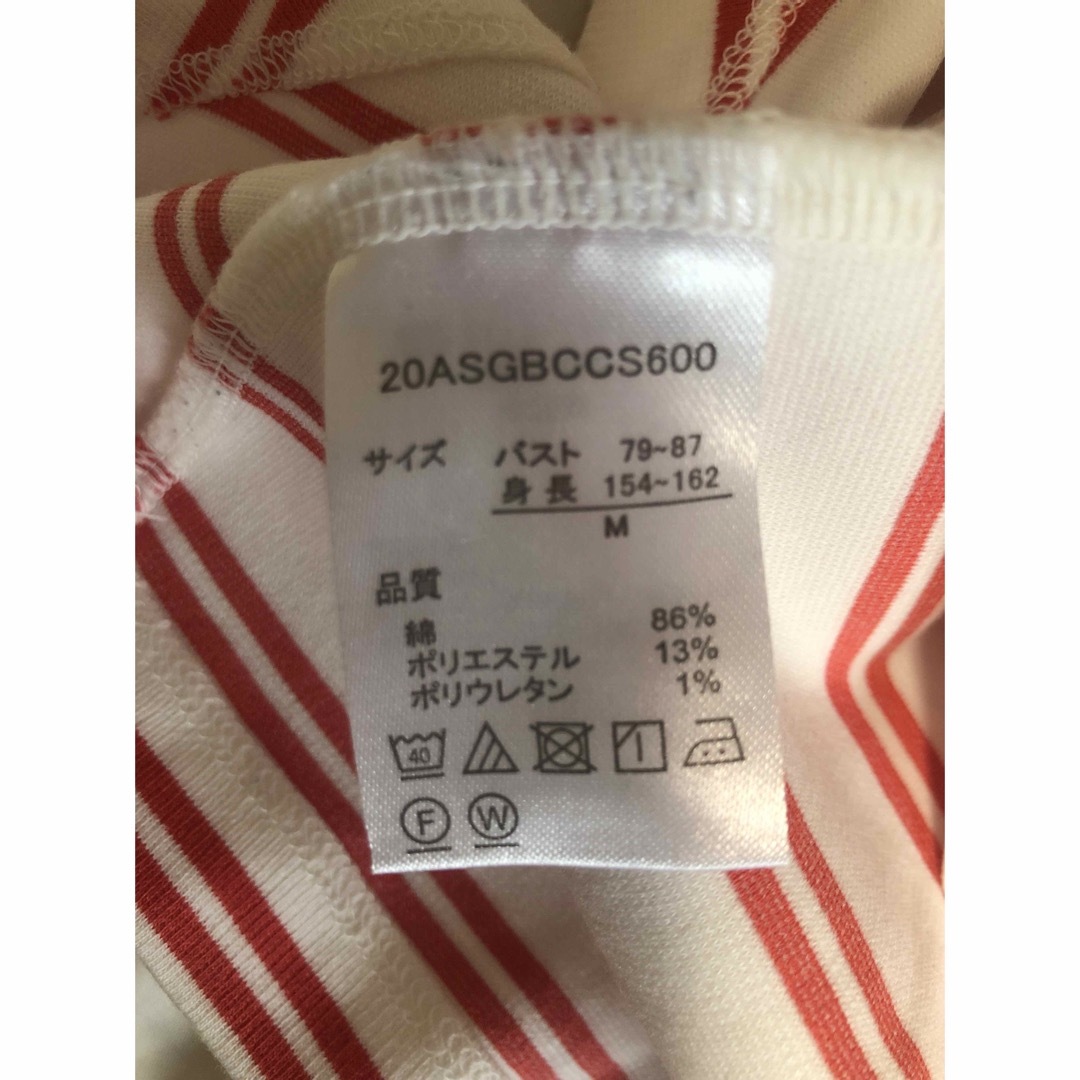 20ASGBCCS600
サイズ バスト 79~87
身長 154~162
M
品質
綿 86%
ポリエステル 13%
ポリウレタン 1%
40
F W